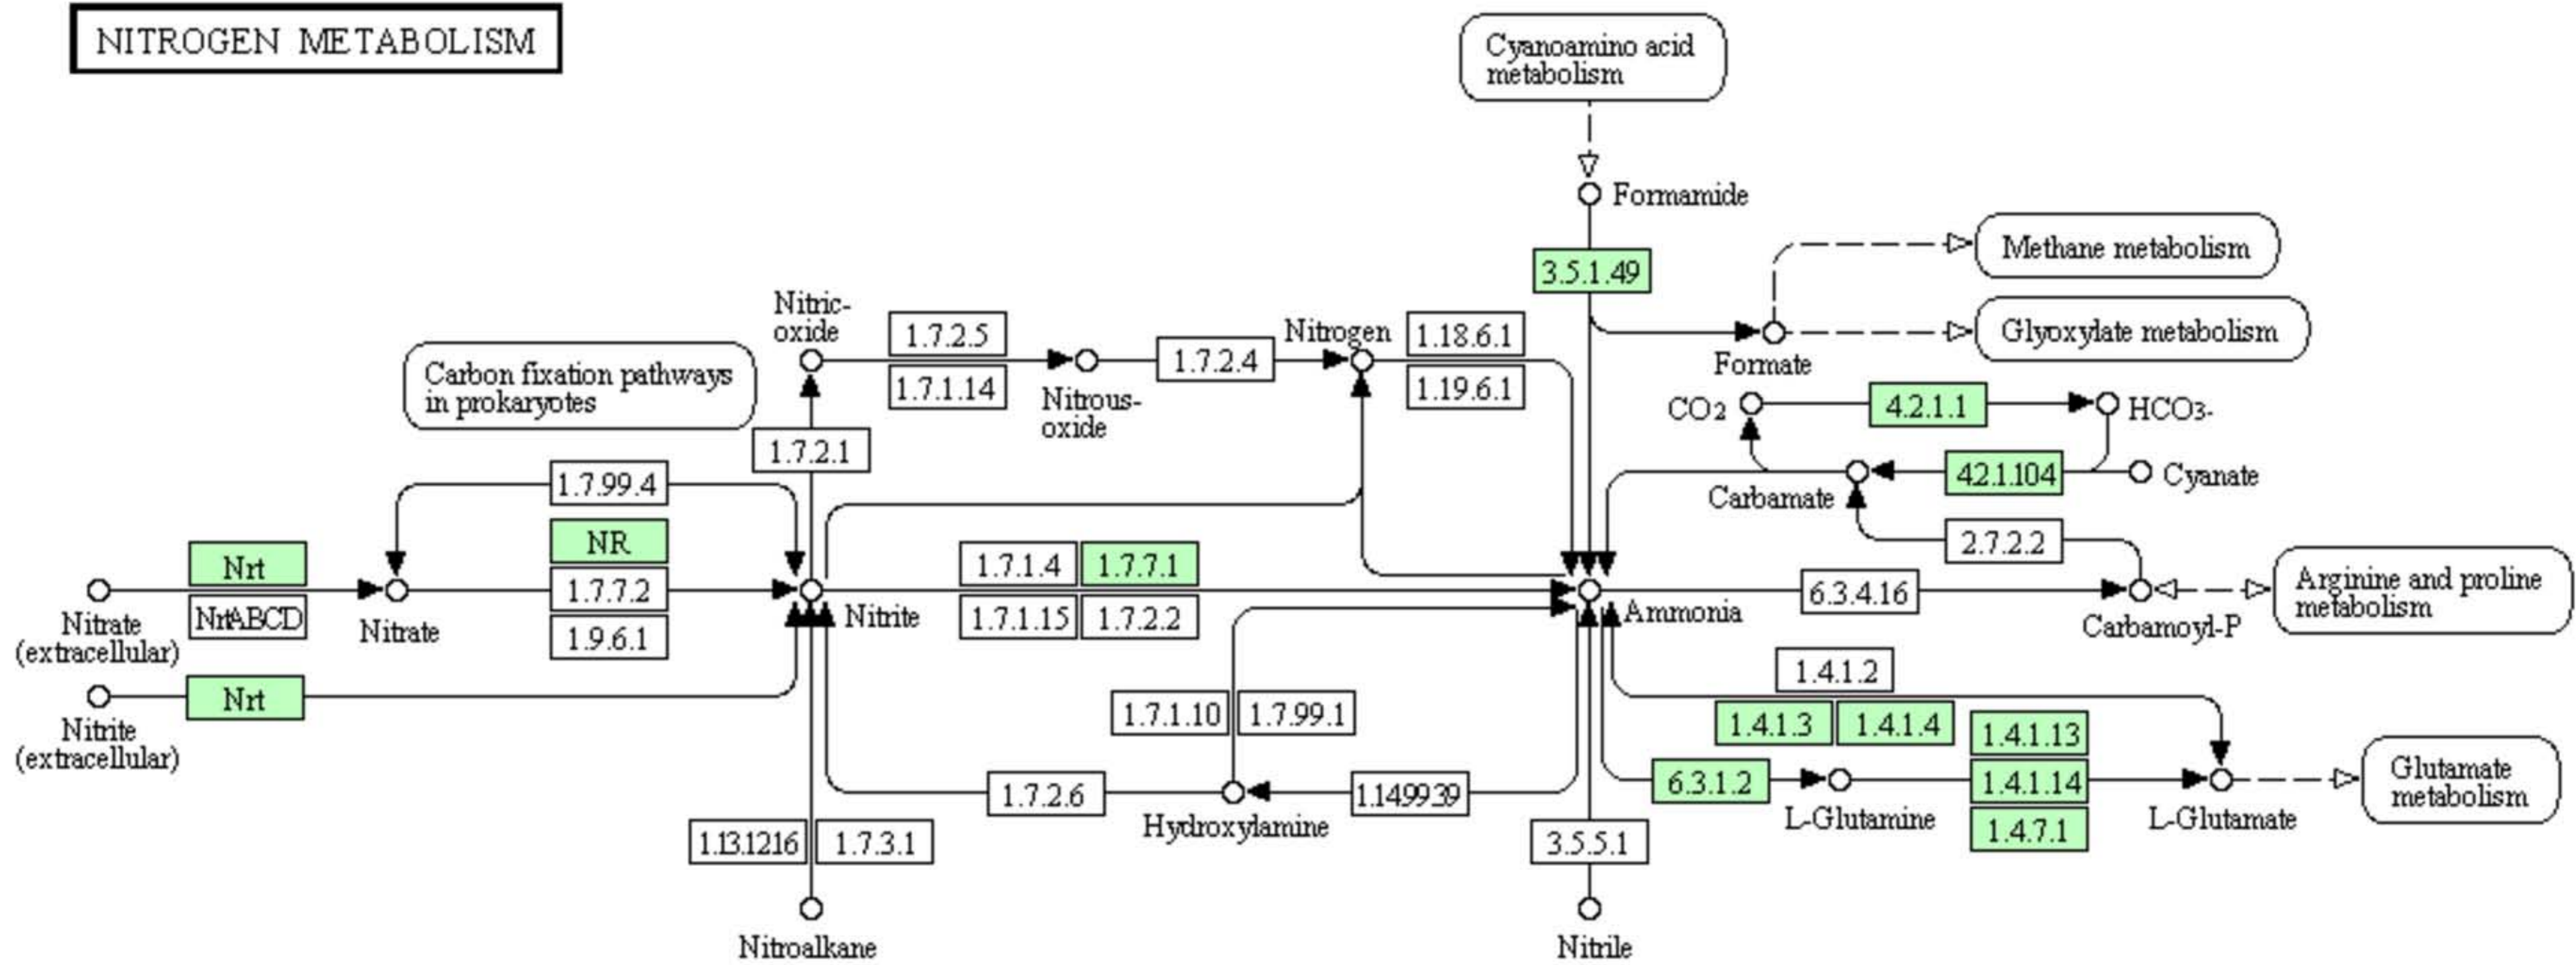 NITROGEN METABOLISM
Cyanoamino acid
metabolism
Formamide
3.5.1.49
Methane metabolism
Glyoxylate metabolism
Formate
Nitric-
oxide
1.7.2.5
1.7.1.14
Nitrous-
oxide
1.7.2.4
Nitrogen
1.18.6.1
1.19.6.1
Carbon fixation pathways
in prokaryotes
1.7.2.1
CO2
4.2.1.1
HCO3-
Carbamate
4.2.1.104
Cyanate
2.7.2.2
1.7.99.4
Nrt
NrtABCD
Nitrate
(extracellular)
Nitrate
NR
1.7.7.2
1.9.6.1
Nitrite
1.7.1.4
1.7.7.1
1.7.1.15
1.7.2.2
Ammonia
6.3.4.16
Carbamoyl-P
Arginine and proline
metabolism
Nrt
Nitrite
(extracellular)
1.7.1.10
1.7.99.1
1.4.1.2
1.4.1.3
1.4.1.4
1.4.1.13
1.4.1.14
1.4.7.1
1.7.2.6
Hydroxylamine
1.149939
6.3.1.2
L-Glutamine
L-Glutamate
Glutamate
metabolism
1.13.1216
1.7.3.1
3.5.5.1
Nitroalkane
Nitrile